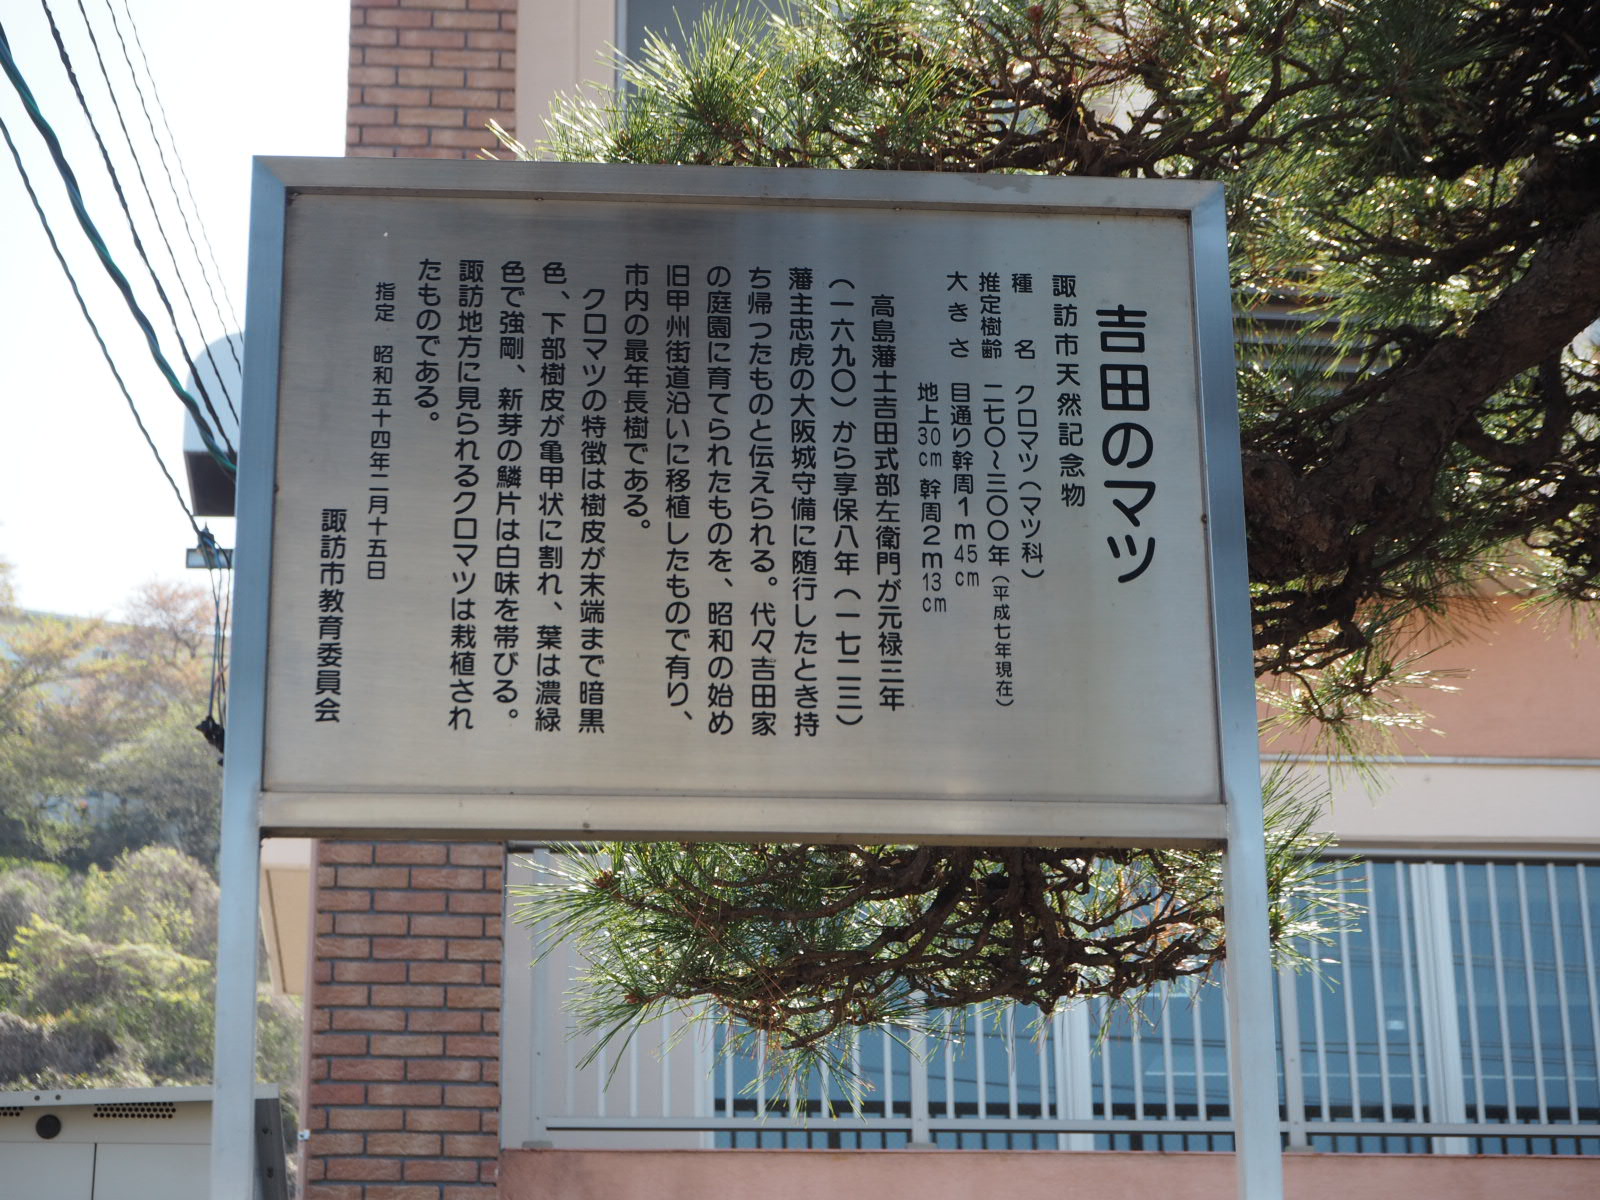 吉田のマツ
諏訪市天然記念物
種　名　クロマツ（マツ科）
推定樹齢　二七〇～三〇〇年（平成七年現在）
大きさ　目通り幹周1m45cm
地上30cm 幹周2m13cm
高島藩士吉田式部左衛門が元禄三年
（一六九〇）から享保八年（一七二三）
藩主忠虎の大阪城守備に随行したとき持
ち帰つたものと伝えられる。代々吉田家
の庭園に育てられたものを、昭和の始め
旧甲州街道沿いに移植したもので有り、
市内の最年長樹である。
クロマツの特徴は樹皮が末端まで暗黒
色、下部樹皮が亀甲状に割れ、葉は濃緑
色で強剛、新芽の鱗片は白味を帯びる。
諏訪地方に見られるクロマツは栽植され
たものである。
指定　昭和五十四年二月十五日
諏訪市教育委員会